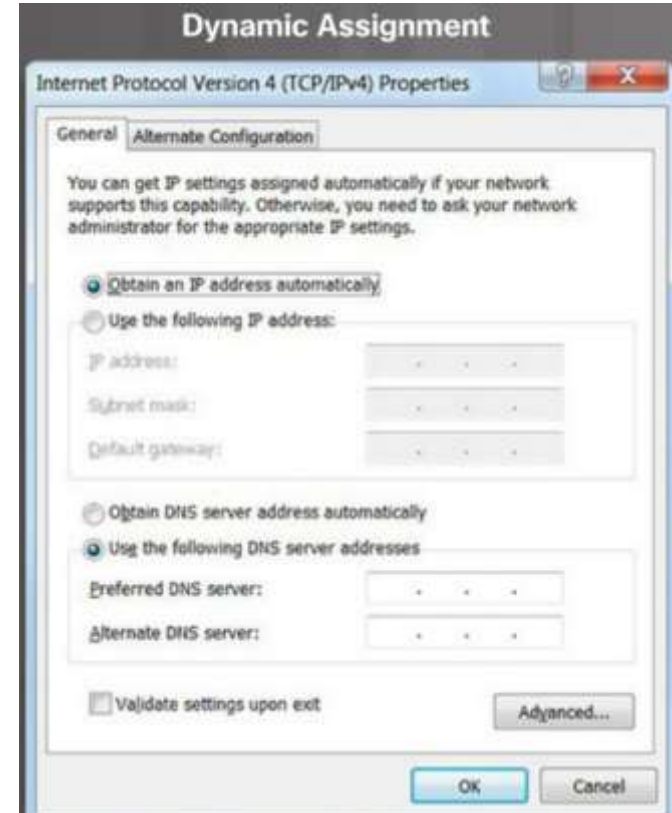 Dynamic Assignment
Internet Protocol Version 4 (TCP/IPv4) Properties
General
Alternate Configuration
You can get IP settings assigned automatically if your network
supports this capability. Otherwise, you need to ask your network
administrator for the appropriate IP settings.
Obtain an IP address automatically
Use the following IP address:
IP address:
Subnet mask:
Default gateway:
Obtain DNS server address automatically
Use the following DNS server addresses
Preferred DNS server:
Alternate DNS server:
Validate settings upon exit
Advanced...
OK
Cancel